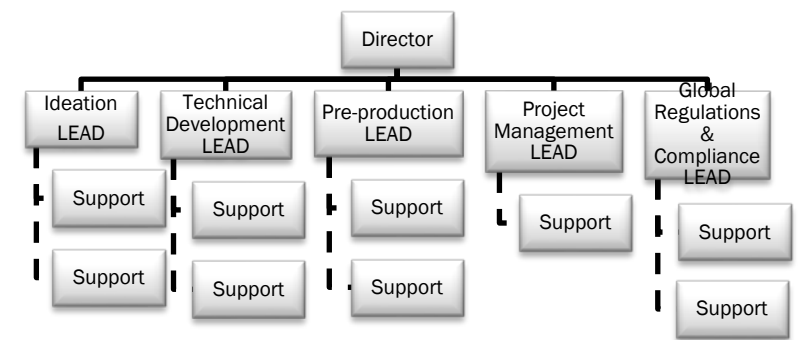 Director
Ideation
LEAD
Technical
Development
LEAD
Pre-production
LEAD
Project
Management
LEAD
Global
Regulations
&
Compliance
LEAD
Support
Support
Support
Support
Support
Support
Support
Support
Support